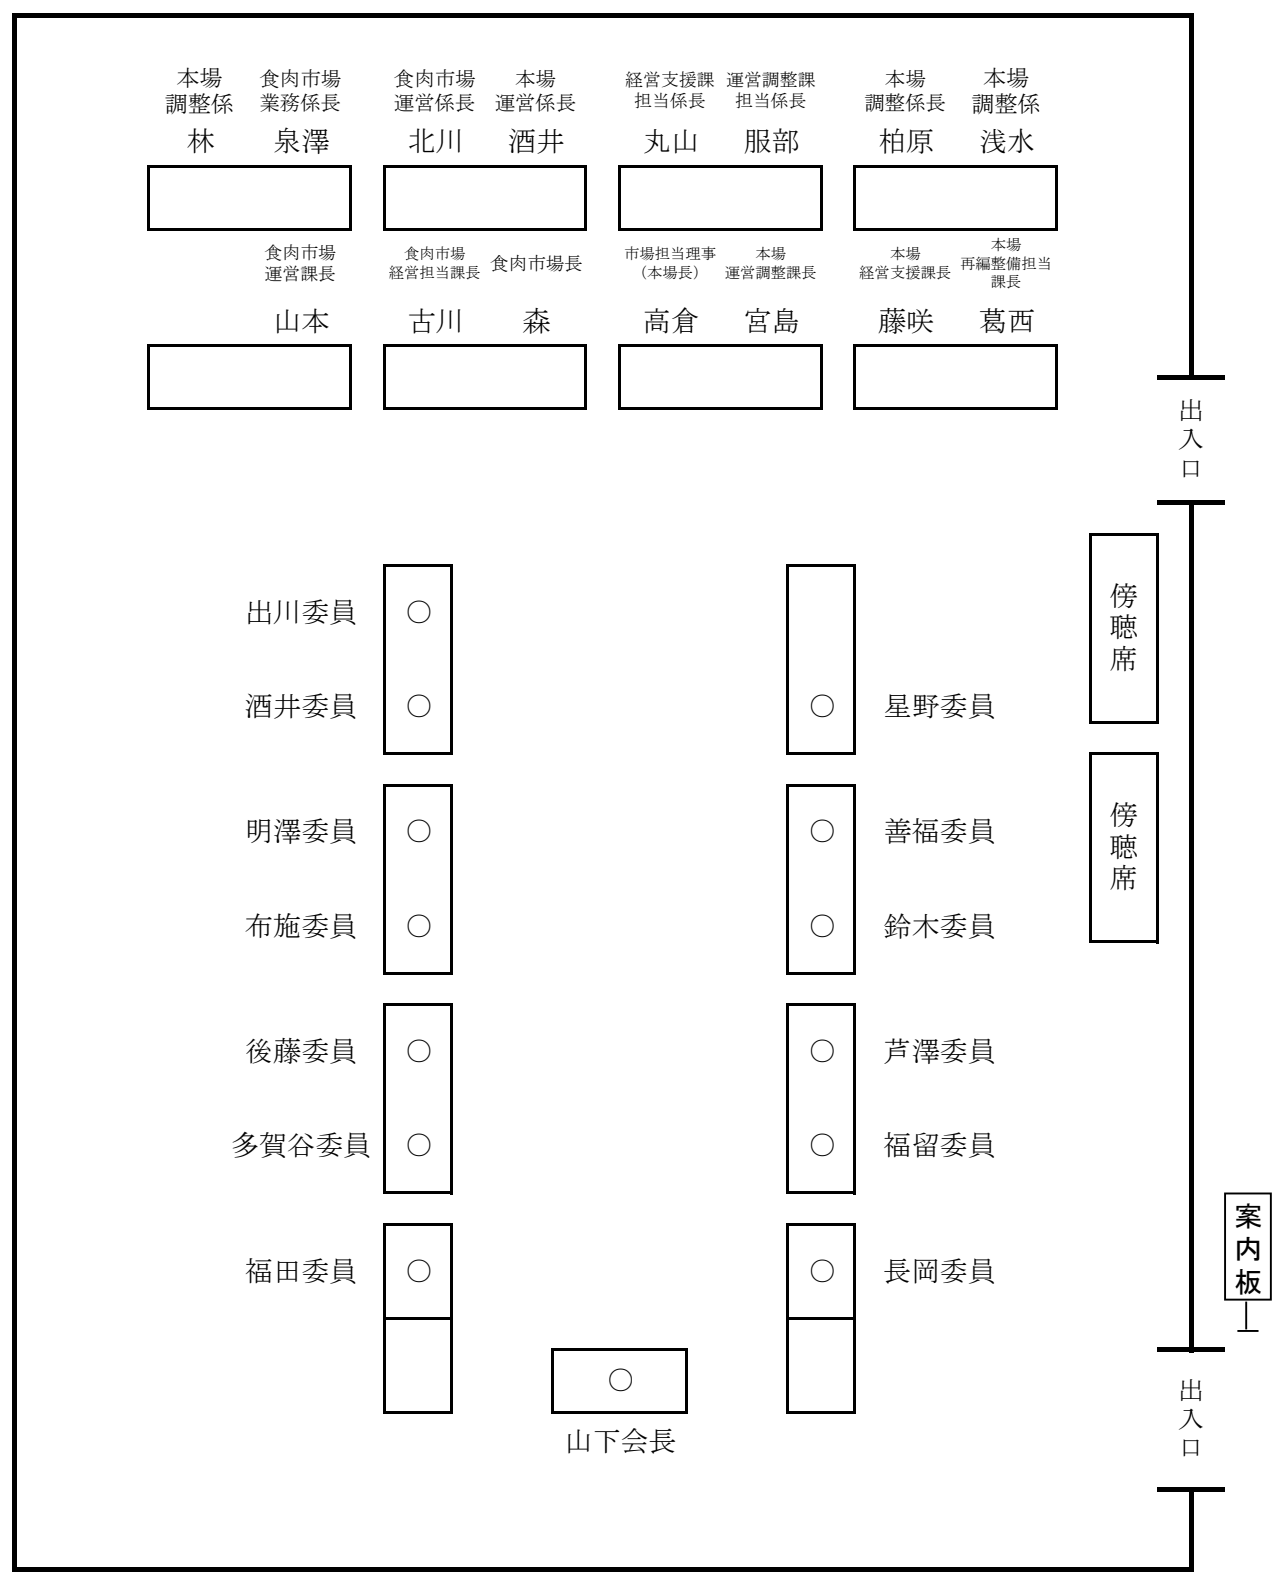 本場
調整係
林
食肉市場
業務係長
泉澤
食肉市場
運営係長
北川
本場
運営係長
酒井
経営支援課
担当係長
丸山
運営調整課
担当係長
服部
本場
調整係長
柏原
本場
調整係
浅水
食肉市場
運営課長
山本
食肉市場
経営担当課長
古川
食肉市場長
森
市場担当理事
（本場長）
高倉
本場
運営調整課長
宮島
本場
経営支援課長
藤咲
本場
再編整備担当
課長
葛西
出入口
傍聴席
出川委員
○
酒井委員
○
○
星野委員
傍聴席
明澤委員
○
○
善福委員
布施委員
○
○
鈴木委員
後藤委員
○
○
芦澤委員
多賀谷委員
○
○
福留委員
案内板
福田委員
○
○
長岡委員
○
山下会長
出入口